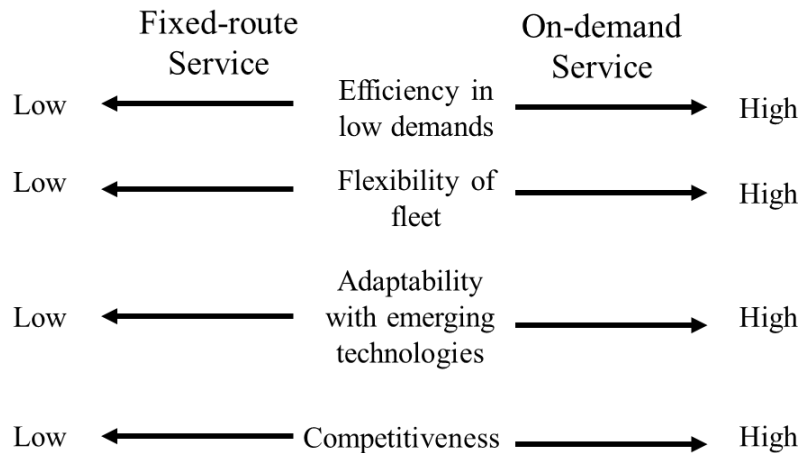 Fixed-route
Service
On-demand
Service
Low
Efficiency in
low demands
High
Low
Flexibility of
fleet
High
Low
Adaptability
with emerging
technologies
High
Low
Competitiveness
High